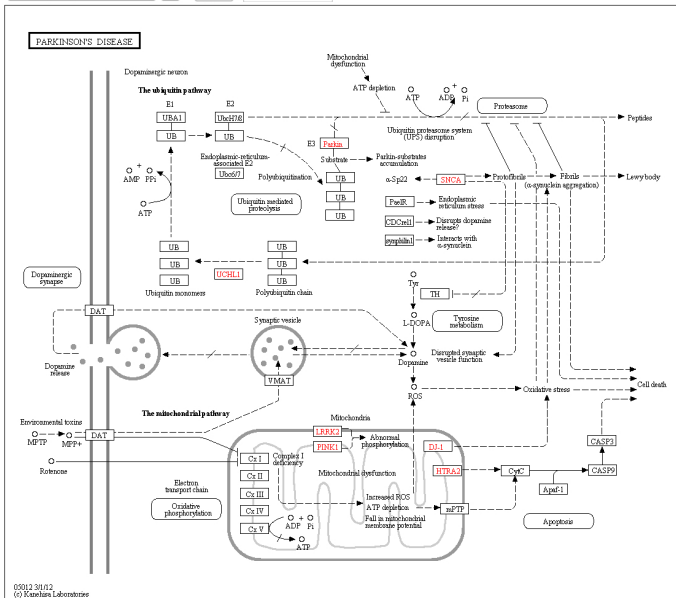 PARKINSON'S DISEASE
Mitochondrial
dysfunction
Dopaminergic neuron
ATP depletion
The ubiquitin pathway
ATP
ADP
+
Pi
Proteasome
E1
E2
UBA1
UbcH7/8
UB
UB
Peptides
Ubiquitin proteasome system
(UPS) disruption
E3
Parkin
Endoplasmic-reticulum-
associated E2
Ubc6/7
Substrate
Parkin-substrates
accumulation
AMP
+
PPi
Polyubiquitination
UB
UB
UB
α-Sp22
SNCA
Protofibrils
Fibrils
(α-synuclein aggregation)
Lewy body
ATP
Ubiquitin mediated
proteolysis
PaelR
Endoplasmic
reticulum stress
CDCrel1
Disrupts dopamine
release?
synphilin1
Interacts with
α-synuclein
UB
UB
UB
UCHL1
UB
UB
UB
Ubiquitin monomers
Polyubiquitin chain
Dopaminergic
synapse
Tyr
TH
DAT
Synaptic vesicle
L-DOPA
Tyrosine
metabolism
Dopamine
release
Dopamine
Disrupted synaptic
vesicle function
VMAT
ROS
Oxidative stress
Cell death
The mitochondrial pathway
Mitochondria
Environmental toxins
MPTP
MPP+
DAT
LRRK2
PINK1
Abnormal
phosphorylation
DJ-1
CASP3
Rotenone
Cx I
Complex I
deficiency
Cx II
Mitochondrial dysfunction
HTRA2
CytC
CASP9
Electron
transport chain
Cx III
Increased ROS
ATP depletion
Fall in mitochondrial
membrane potential
Apaf-1
Oxidative
phosphorylation
Cx IV
mPTP
Cx V
ADP
+
Pi
ATP
Apoptosis
05012 3/1/12
(c) Kanehisa Laboratories